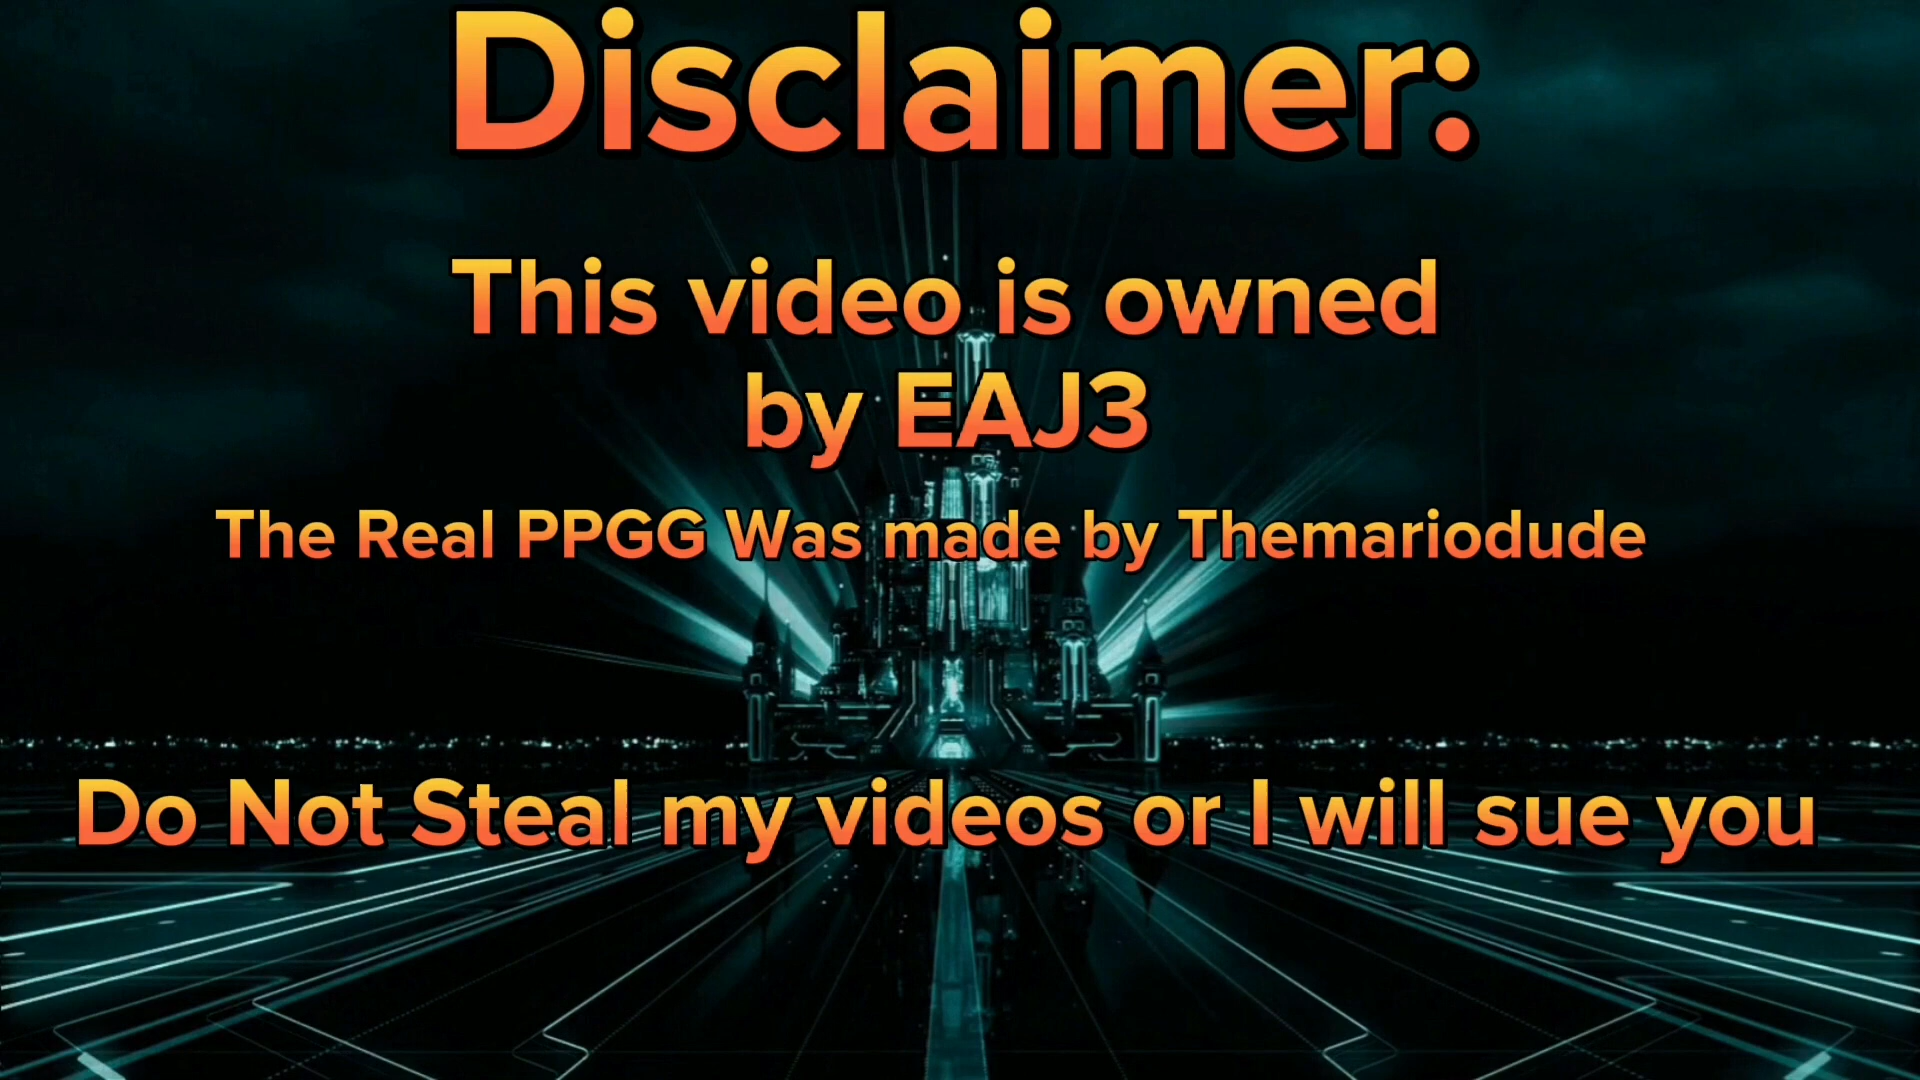 Disclaimer:
This video is owned
by EAJ3
The Real PPGG Was made by Themariodude
Do Not Steal my videos or I will sue you